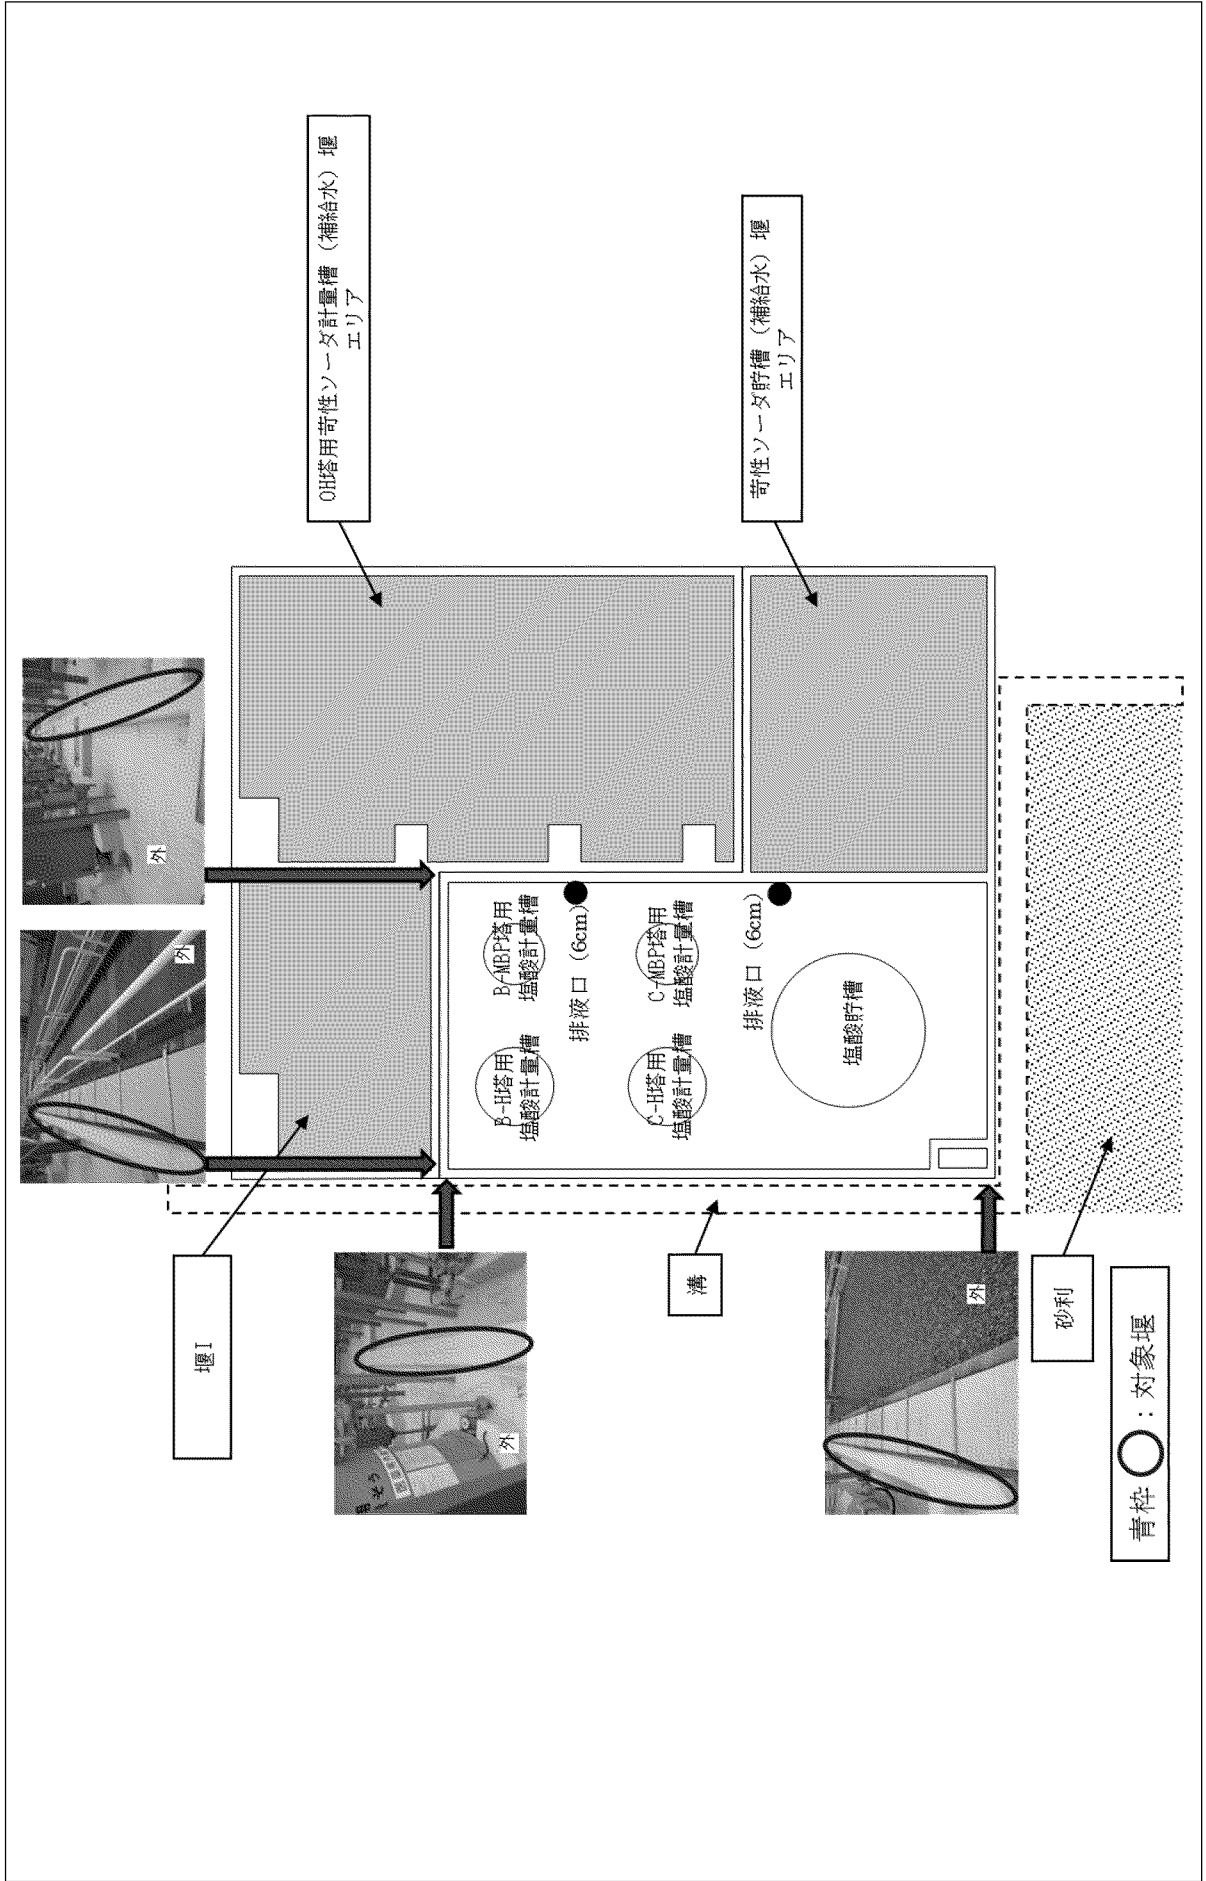 OH塔用苛性ソーダ計量槽（補給水）堰
エリア
苛性ソーダ貯槽（補給水）堰
エリア
外
外
堰I
B-MBP塔用
塩酸計量槽
排液口（6cm）
B-H塔用
塩酸計量槽
C-MBP塔用
塩酸計量槽
排液口（6cm）
C-H塔用
塩酸計量槽
塩酸貯槽
溝
外
外
砂利
青枠 ：対象堰